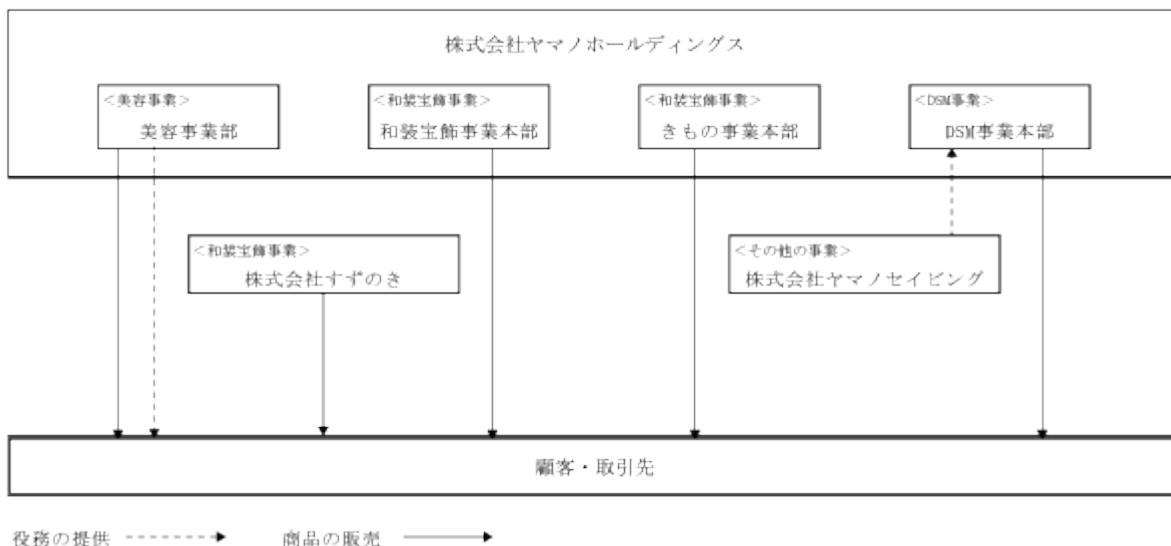 株式会社ヤマノホールディングス
＜美容事業＞
美容事業部
＜和装宝飾事業＞
和装宝飾事業本部
＜和装宝飾事業＞
きもの事業本部
＜DSM事業＞
DSM事業本部
＜和装宝飾事業＞
株式会社すずのき
＜その他の事業＞
株式会社ヤマノセイビング
顧客・取引先
役務の提供
商品の販売